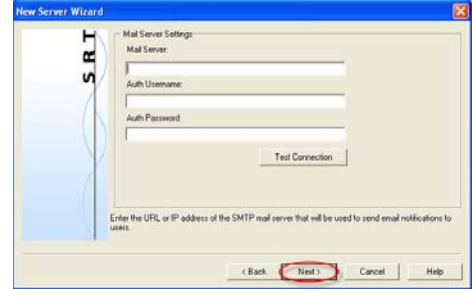 New Server Wizard
SRT
Mail Server Settings
Mail Server:
Auth Username:
Auth Password:
Test Connection
Enter the URL or IP address of the SMTP mail server that will be used to send email notifications to
users.
< Back
Next >
Cancel
Help